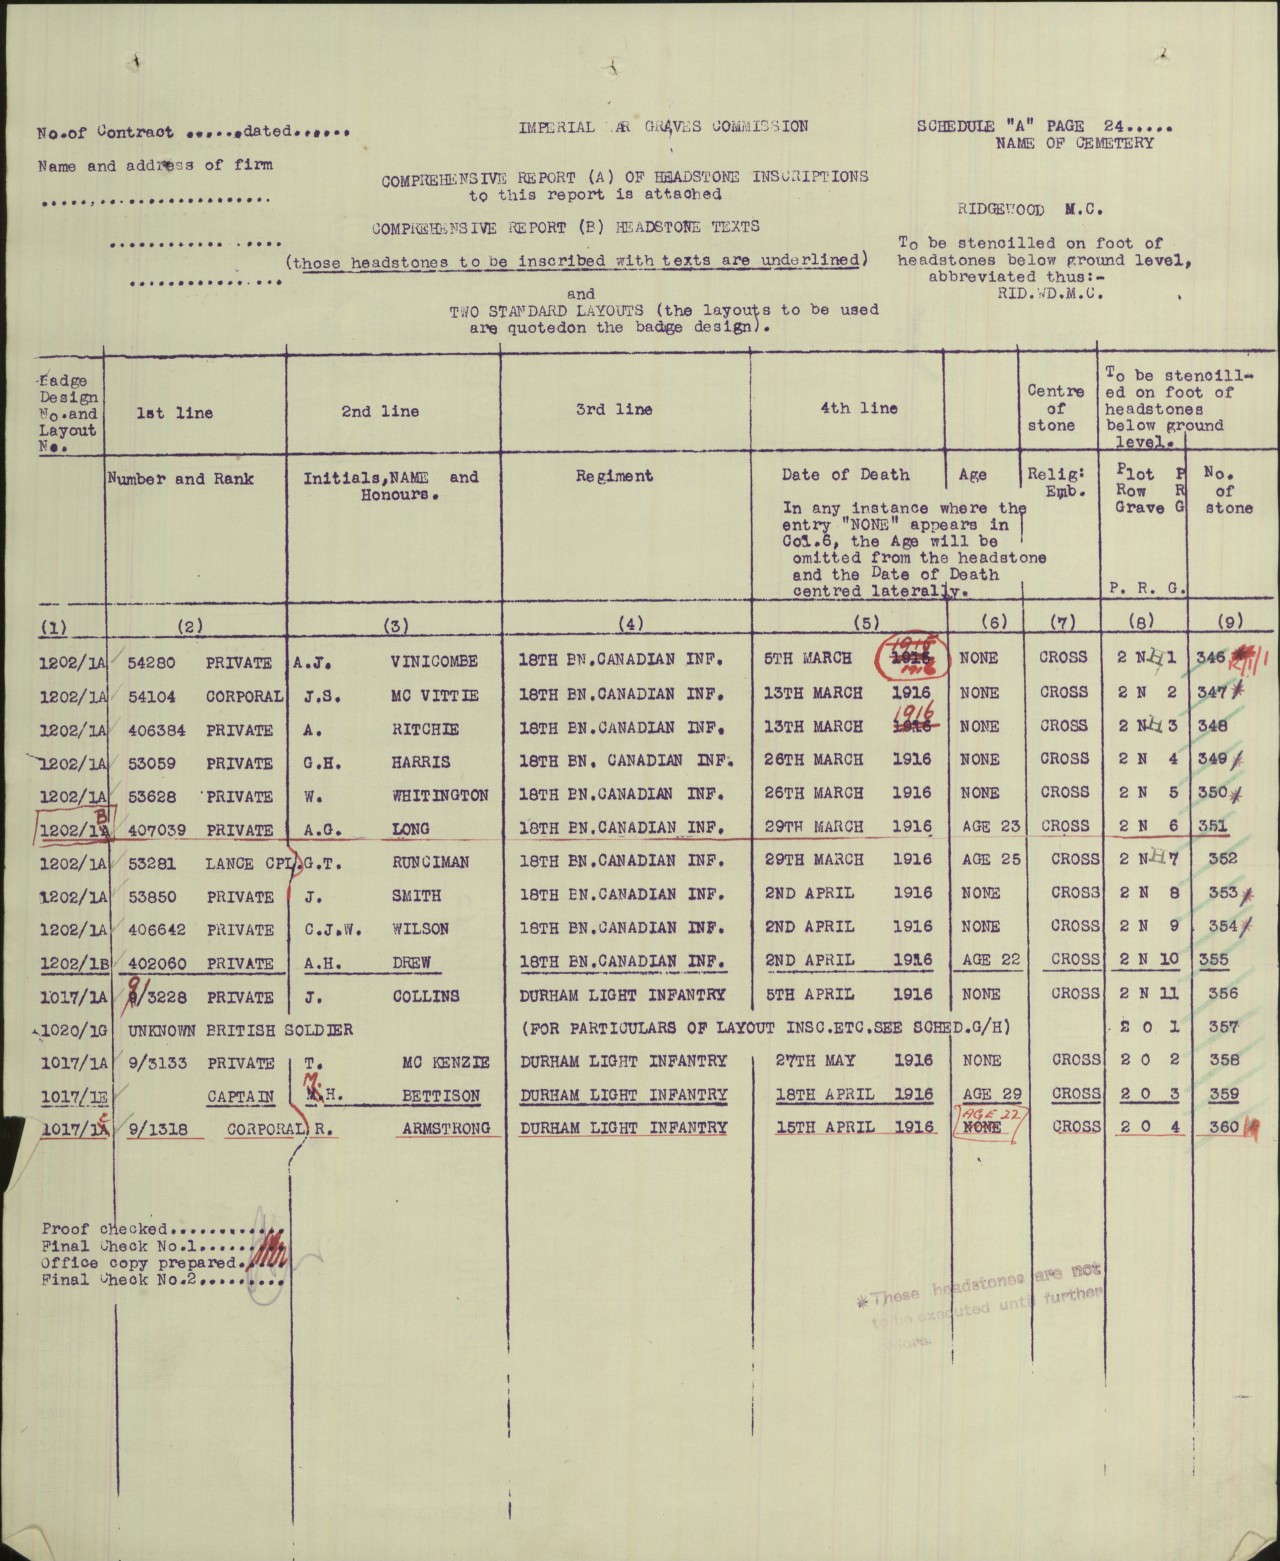 No.of Contract ......dated......
IMPERIAL WAR GRAVES COMMISSION
SCHEDULE "A" PAGE 24.....
NAME OF CEMETERY
Name and address of firm
COMPREHENSIVE REPORT (A) OF HEADSTONE INSCRIPTIONS
to this report is attached
RIDGEWOOD M.C.
COMPREHENSIVE REPORT (B) HEADSTONE TEXTS
(those headstones to be inscribed with texts are underlined)
To be stencilled on foot of
headstones below ground level,
abbreviated thus:-
RID.WD.M.C.
and
TWO STANDARD LAYOUTS (the layouts to be used
are quotedon the badge design).
Badge
Design
No.and
Layout
No.
1st line
2nd line
3rd line
4th line
Centre
of
stone
To be stencill-
ed on foot of
headstones
below ground
level.
Number and Rank
Initials,NAME and
Honours.
Regiment
Date of Death
Age
Relig:
Emb.
Plot P
Row R
Grave G
No.
of
stone
In any instance where the
entry "NONE" appears in
Col.6, the Age will be
omitted from the headstone
and the Date of Death
centred laterally.
P. R. G.
(1) (2) (3) (4) (5) (6) (7) (8) (9)
1915
1202/1A 54280 PRIVATE A.J. VINICOMBE 18TH BN.CANADIAN INF. 5TH MARCH 1916 NONE CROSS 2 N H 1 346
1916
1202/1A 54104 CORPORAL J.S. MC VITTIE 18TH BN.CANADIAN INF. 13TH MARCH 1916 NONE CROSS 2 N 2 347*
1916
1202/1A 406384 PRIVATE A. RITCHIE 18TH BN.CANADIAN INF. 13TH MARCH 1916 NONE CROSS 2 N H 3 348
1202/1A 53059 PRIVATE G.H. HARRIS 18TH BN. CANADIAN INF. 26TH MARCH 1916 NONE CROSS 2 N 4 349*
1202/1A 53628 PRIVATE W. WHITINGTON 18TH BN.CANADIAN INF. 26TH MARCH 1916 NONE CROSS 2 N 5 350*
B
1202/1A 407039 PRIVATE A.G. LONG 18TH BN.CANADIAN INF. 29TH MARCH 1916 AGE 23 CROSS 2 N 6 351
1202/1A 53281 LANCE CPL. G.T. RUNCIMAN 18TH BN.CANADIAN INF. 29TH MARCH 1916 AGE 25 CROSS 2 N H 7 352
1202/1A 53850 PRIVATE J. SMITH 18TH BN.CANADIAN INF. 2ND APRIL 1916 NONE CROSS 2 N 8 353*
1202/1A 406642 PRIVATE C.J.W. WILSON 18TH BN.CANADIAN INF. 2ND APRIL 1916 NONE CROSS 2 N 9 354*
1202/1B 402060 PRIVATE A.H. DREW 18TH BN.CANADIAN INF. 2ND APRIL 1916 AGE 22 CROSS 2 N 10 355
1017/1A 9/3228 PRIVATE J. COLLINS DURHAM LIGHT INFANTRY 5TH APRIL 1916 NONE CROSS 2 N 11 356
1020/1G UNKNOWN BRITISH SOLDIER (FOR PARTICULARS OF LAYOUT INSC.ETC.SEE SCHED.G/H) 2 O 1 357
1017/1A 9/3133 PRIVATE T. MC KENZIE DURHAM LIGHT INFANTRY 27TH MAY 1916 NONE CROSS 2 O 2 358
1017/1E CAPTAIN M.H. BETTISON DURHAM LIGHT INFANTRY 18TH APRIL 1916 AGE 29 CROSS 2 O 3 359
E AGE 22
1017/1A 9/1318 CORPORAL R. ARMSTRONG DURHAM LIGHT INFANTRY 15TH APRIL 1916 NONE CROSS 2 O 4 360
Proof checked............
Final Check No.1.........
Office copy prepared.
Final Check No.2.........
*These headstones are not
to be executed until further